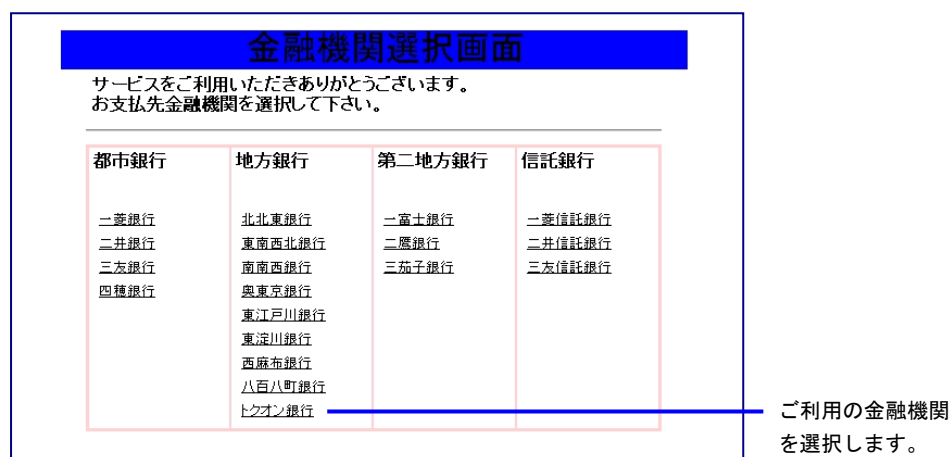 金融機関選択画面
サービスをご利用いただきありがとうございます。
お支払先金融機関を選択して下さい。
都市銀行
一菱銀行
二井銀行
三友銀行
四穂銀行
地方銀行
北北東銀行
東南西北銀行
南南西銀行
奥東京銀行
東江戸川銀行
東淀川銀行
西麻布銀行
八百八町銀行
トクオン銀行
第二地方銀行
一富士銀行
二鷹銀行
三茄子銀行
信託銀行
一菱信託銀行
二井信託銀行
三友信託銀行
ご利用の金融機関
を選択します。